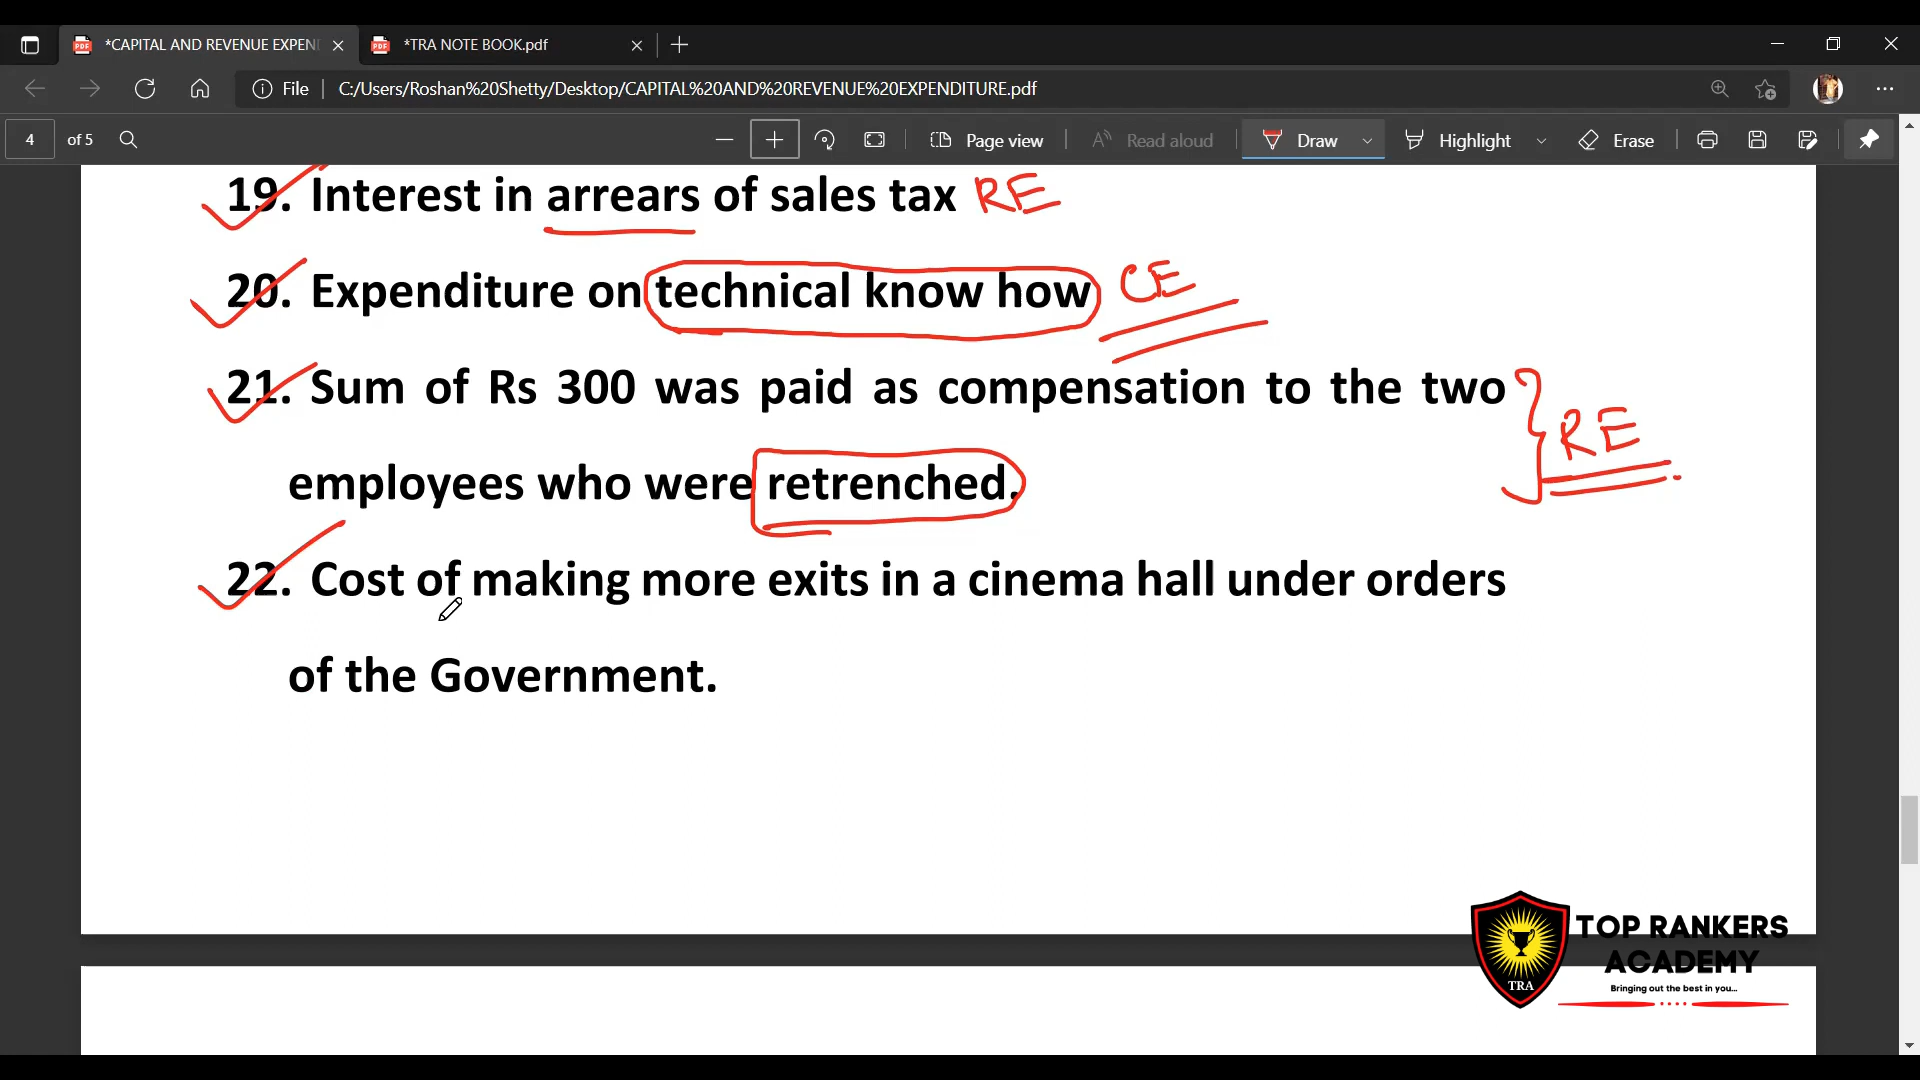 *CAPITAL AND REVENUE EXPEN
*TRA NOTE BOOK.pdf
File
C:/Users/Roshan%20Shetty/Desktop/CAPITAL%20AND%20REVENUE%20EXPENDITURE.pdf
4 of 5
Page view
Read aloud
Draw
Highlight
Erase
19. Interest in arrears of sales tax RE
20. Expenditure on technical know how CE
21. Sum of Rs 300 was paid as compensation to the two
employees who were retrenched.
RE
22. Cost of making more exits in a cinema hall under orders
of the Government.
TOP RANKERS
ACADEMY
Bringing out the best in you...
TRA